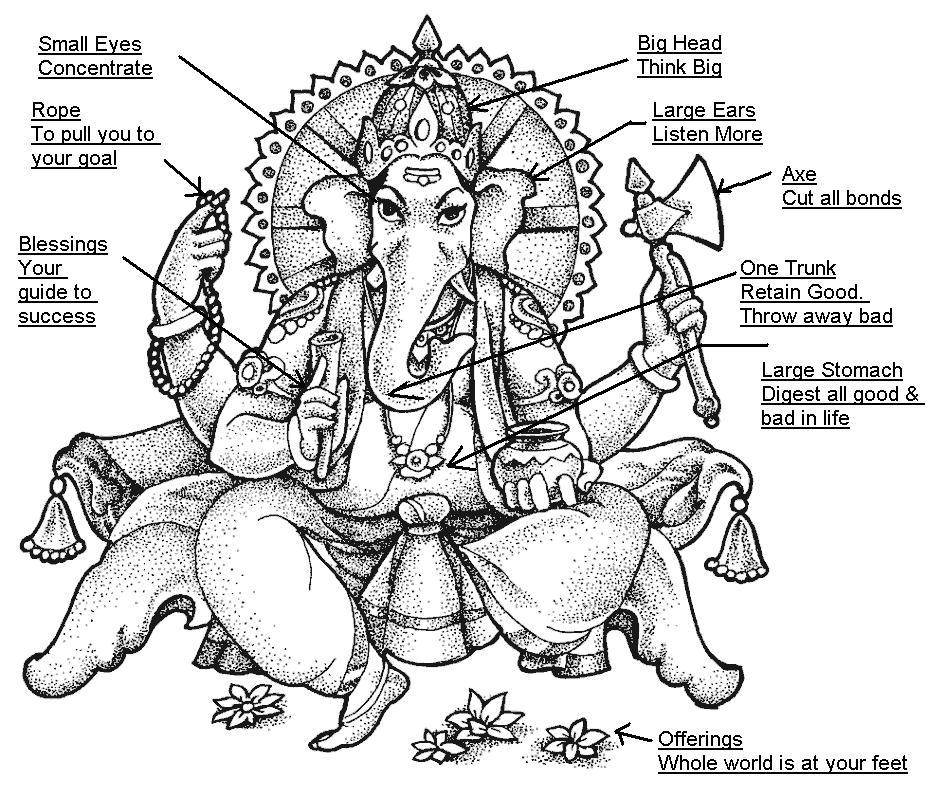 Small Eyes
Concentrate
Rope
To pull you to
your goal
Blessings
Your
guide to
success
Big Head
Think Big
Large Ears
Listen More
Axe
Cut all bonds
One Trunk
Retain Good.
Throw away bad
Large Stomach
Digest all good &
bad in life
Offerings
Whole world is at your feet